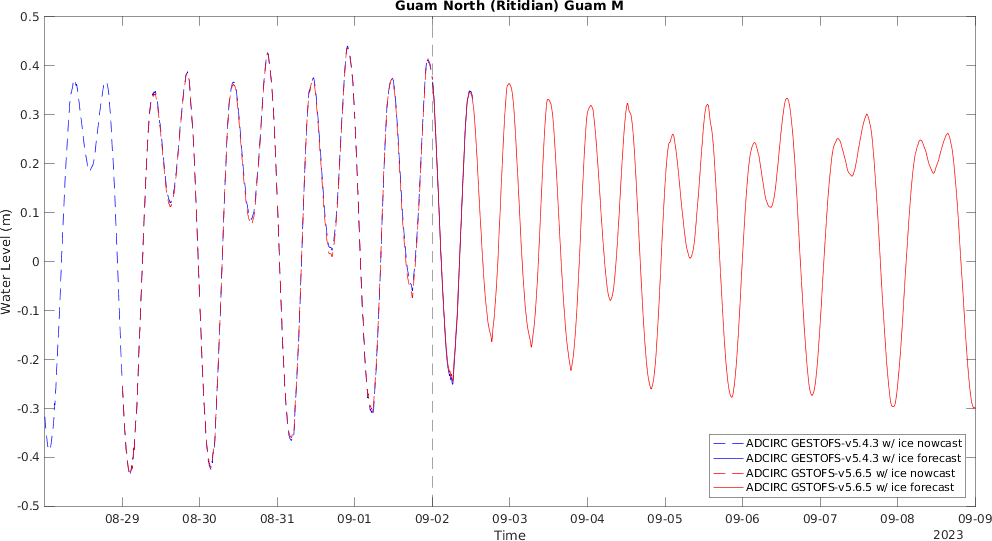 Guam North (Ritidian) Guam M
0.5
0.4
0.3
0.2
0.1
0
-0.1
-0.2
-0.3
-0.4
-0.5
Water Level (m)
ADCIRC GESTOFS-v5.4.3 w/ ice nowcast
ADCIRC GESTOFS-v5.4.3 w/ ice forecast
ADCIRC GSTOFS-v5.6.5 w/ ice nowcast
ADCIRC GSTOFS-v5.6.5 w/ ice forecast
08-29 08-30 08-31 09-01 09-02 09-03 09-04 09-05 09-06 09-07 09-08 09-09
Time
2023